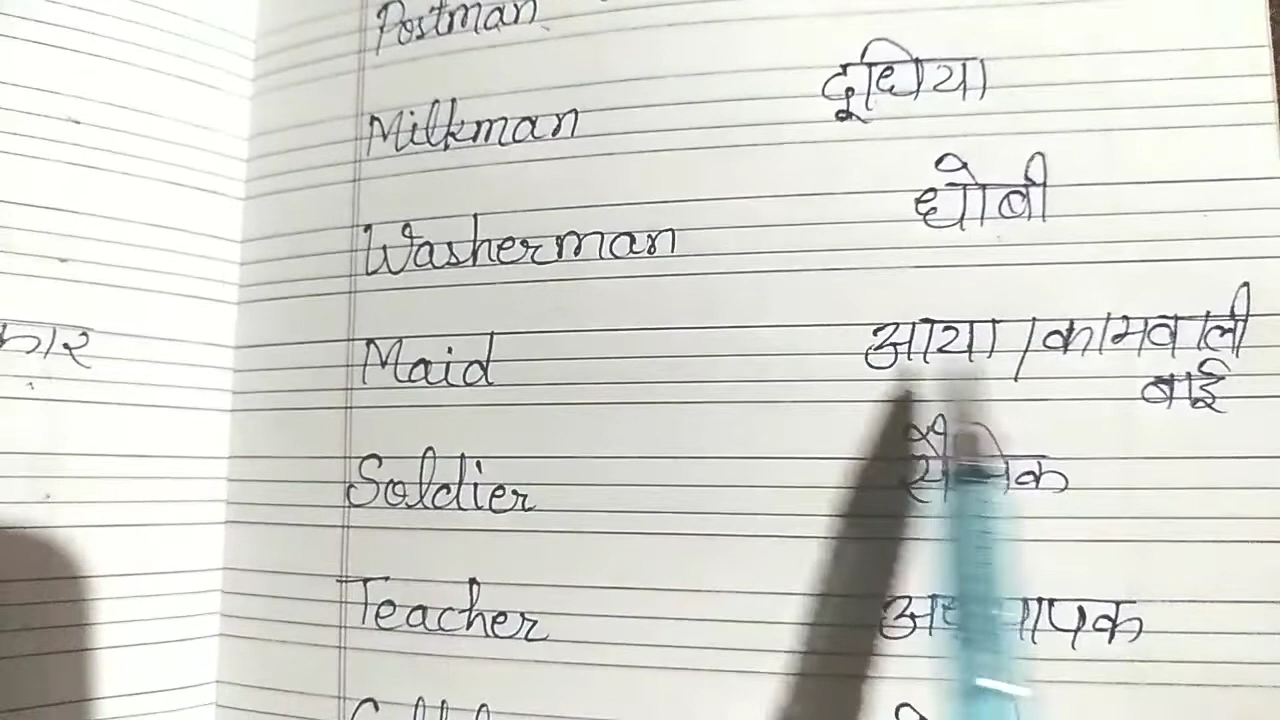 Postman
Milkman दूधिया
Washerman धोबी
कार Maid आया / कामवाली
बाई
Soldier
Teacher